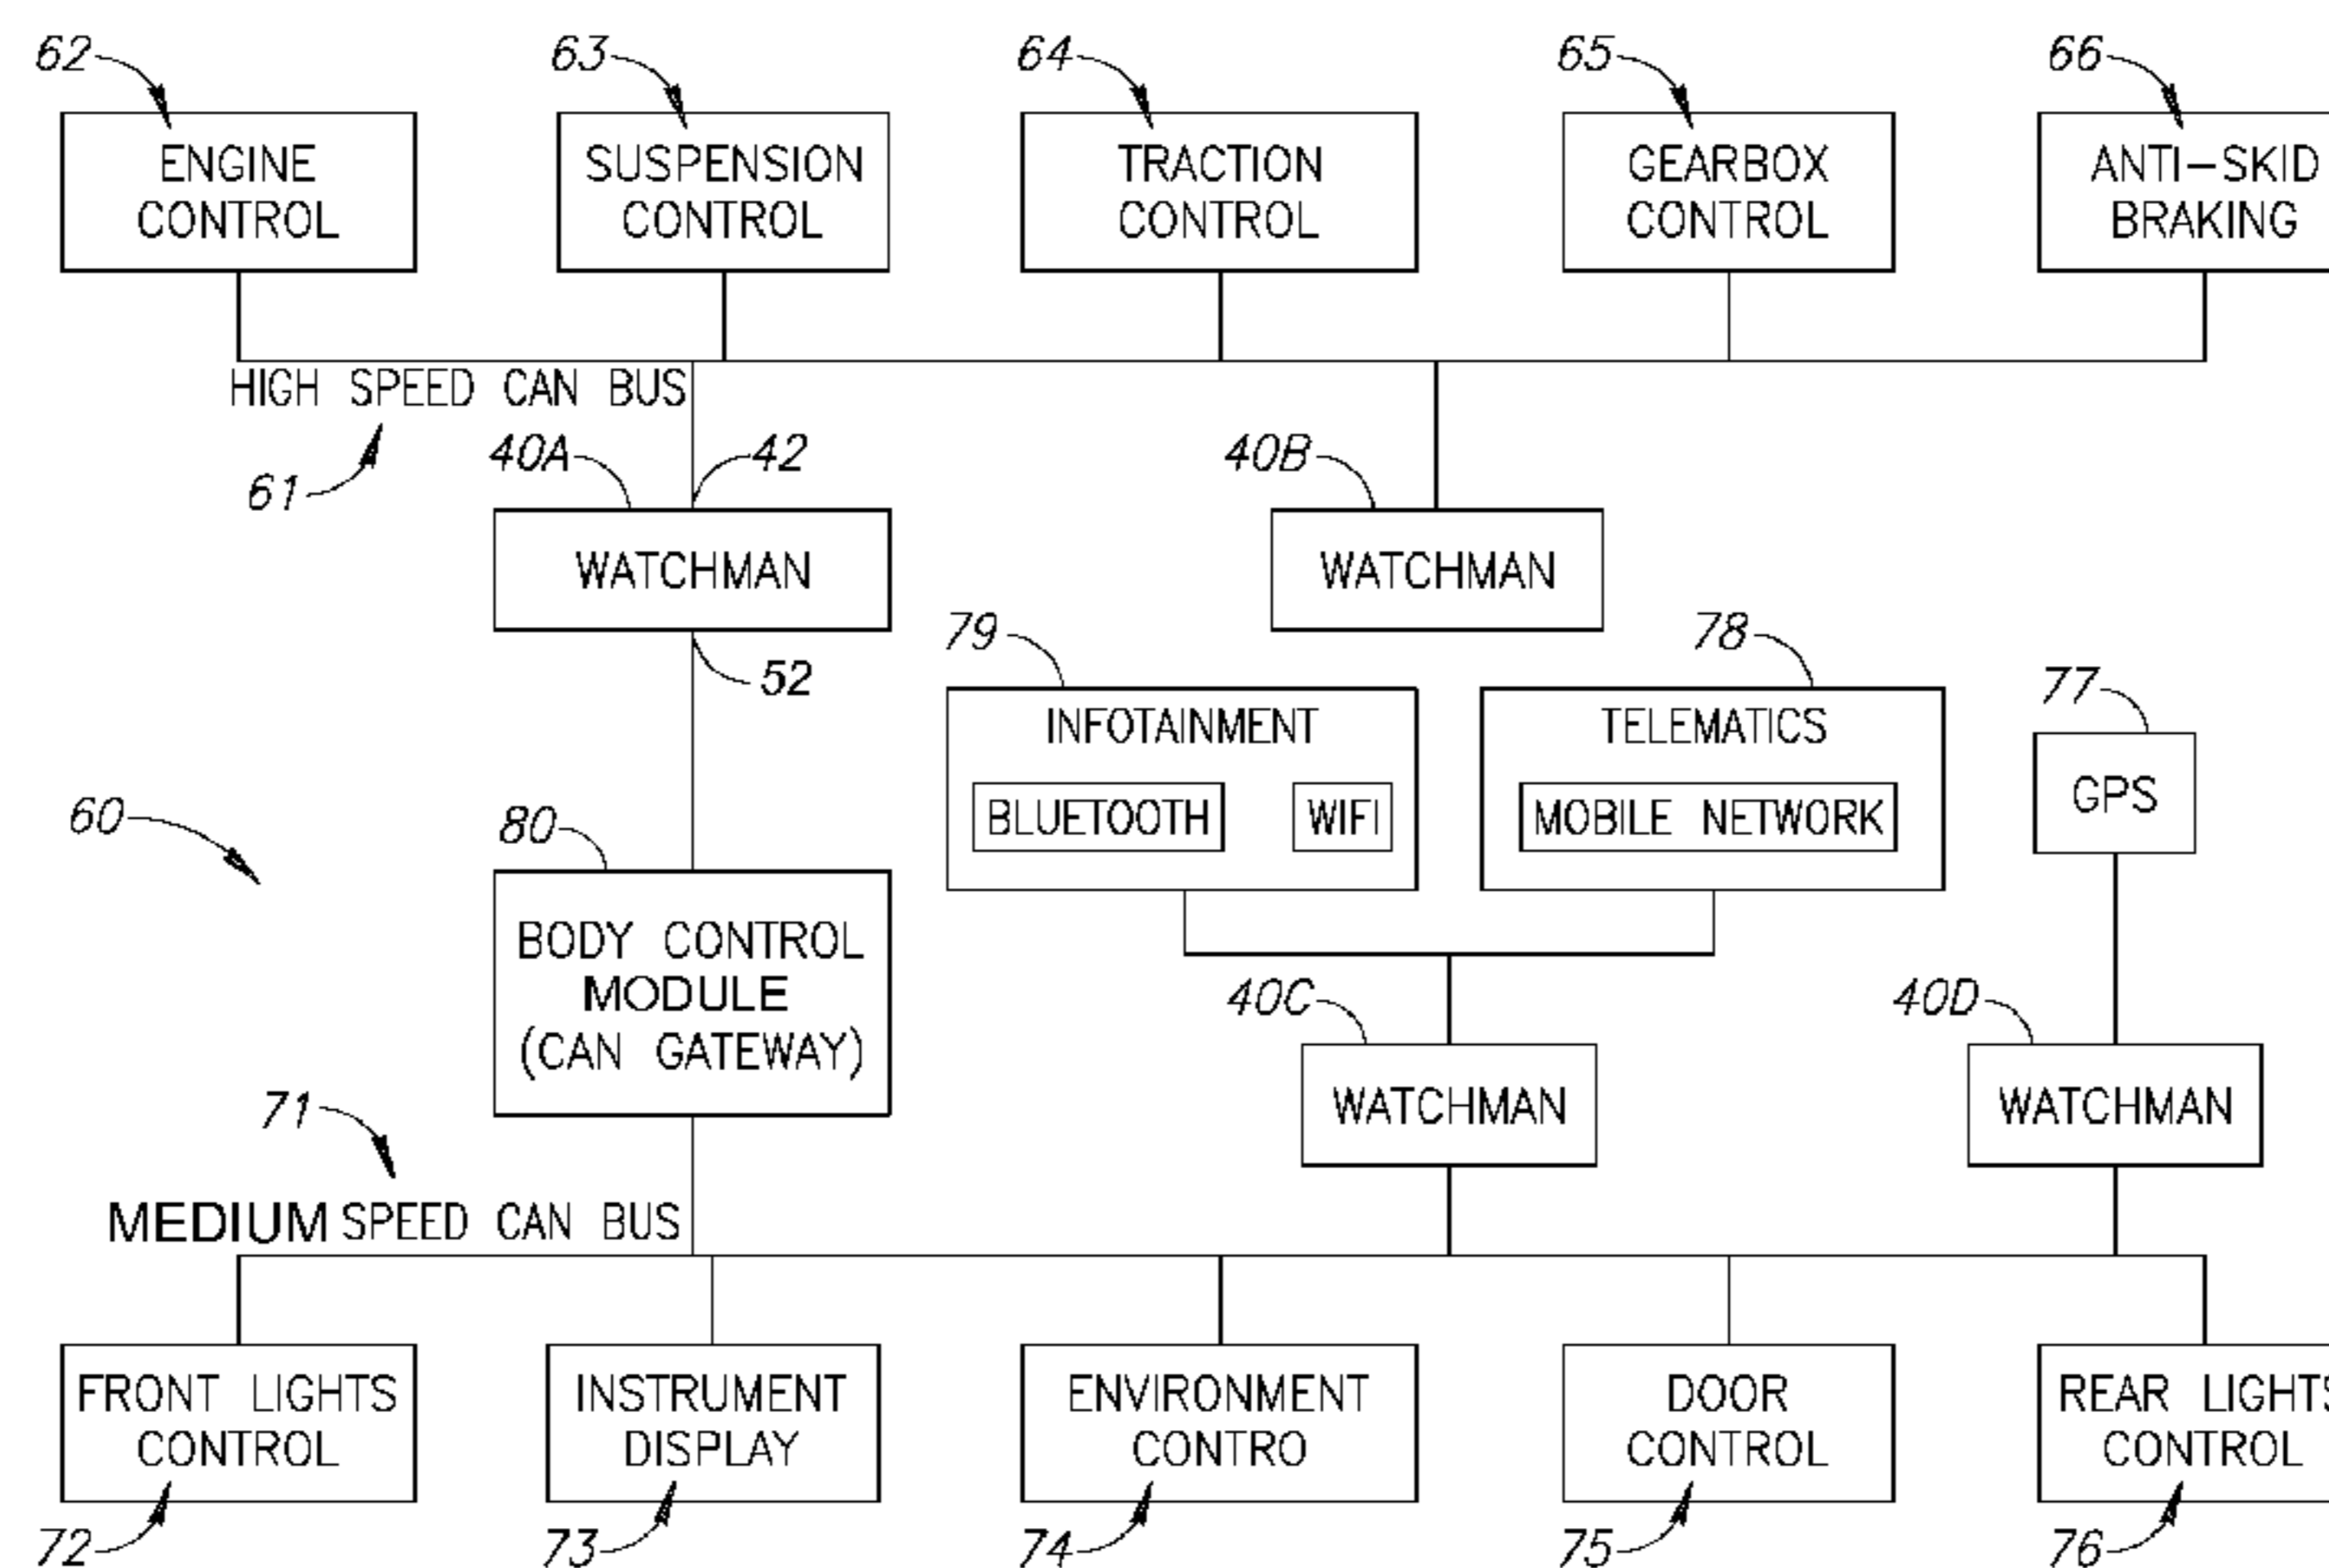 62
63
64
65
66
ENGINE
CONTROL
SUSPENSION
CONTROL
TRACTION
CONTROL
GEARBOX
CONTROL
ANTI-SKID
BRAKING
HIGH SPEED CAN BUS
61
40A
42
40B
WATCHMAN
WATCHMAN
52
79
78
77
INFOTAINMENT
BLUETOOTH
WIFI
TELEMATICS
MOBILE NETWORK
GPS
60
80
BODY CONTROL
MODULE
(CAN GATEWAY)
40C
40D
WATCHMAN
WATCHMAN
71
MEDIUM SPEED CAN BUS
FRONT LIGHTS
CONTROL
INSTRUMENT
DISPLAY
ENVIRONMENT
CONTRO
DOOR
CONTROL
REAR LIGHTS
CONTROL
72
73
74
75
76